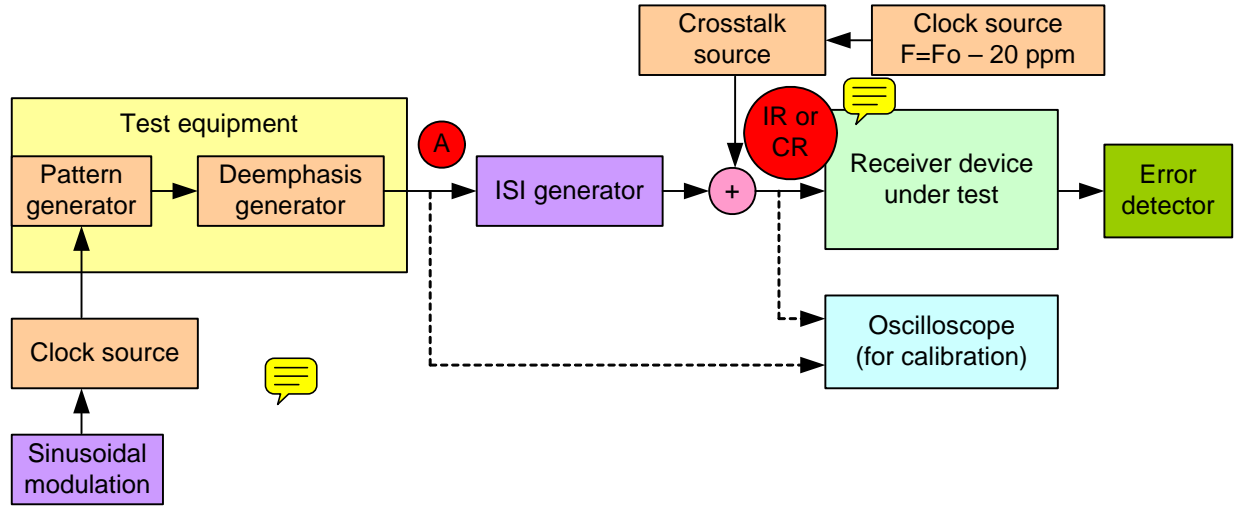 Crosstalk
source
Clock source
F=Fo – 20 ppm
Test equipment
A
IR or
CR
Pattern
generator
Deemphasis
generator
ISI generator
+
Receiver device
under test
Error
detector
Clock source
Oscilloscope
(for calibration)
Sinusoidal
modulation